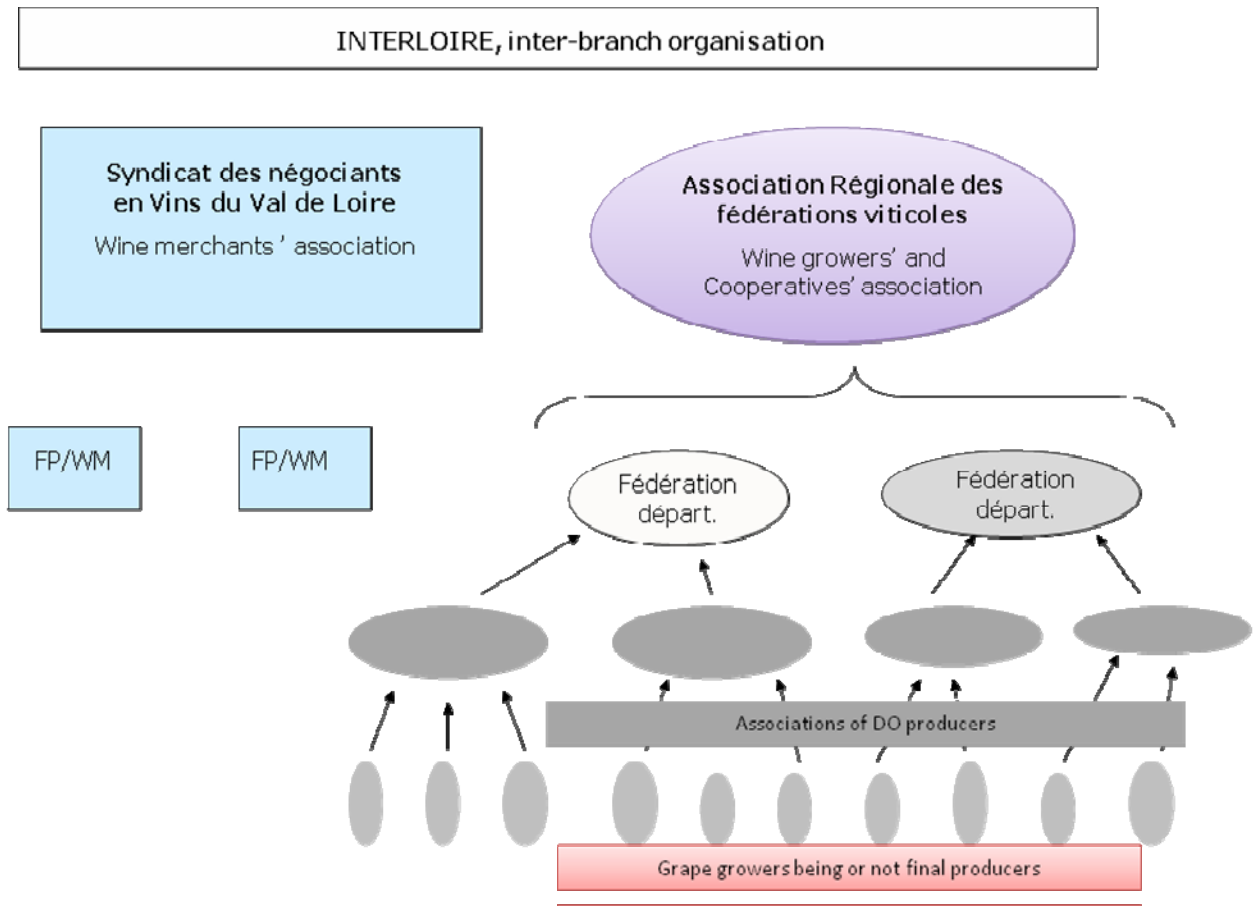 INTERLOIRE, inter-branch organisation
Syndicat des négociants
en Vins du Val de Loire
Wine merchants ' association
Association Régionale des
fédérations viticoles
Wine growers' and
Cooperatives' association
FP/WM
FP/WM
Fédération
départ.
Fédération
départ.
Associations of DO producers
Grape growers being or not final producers